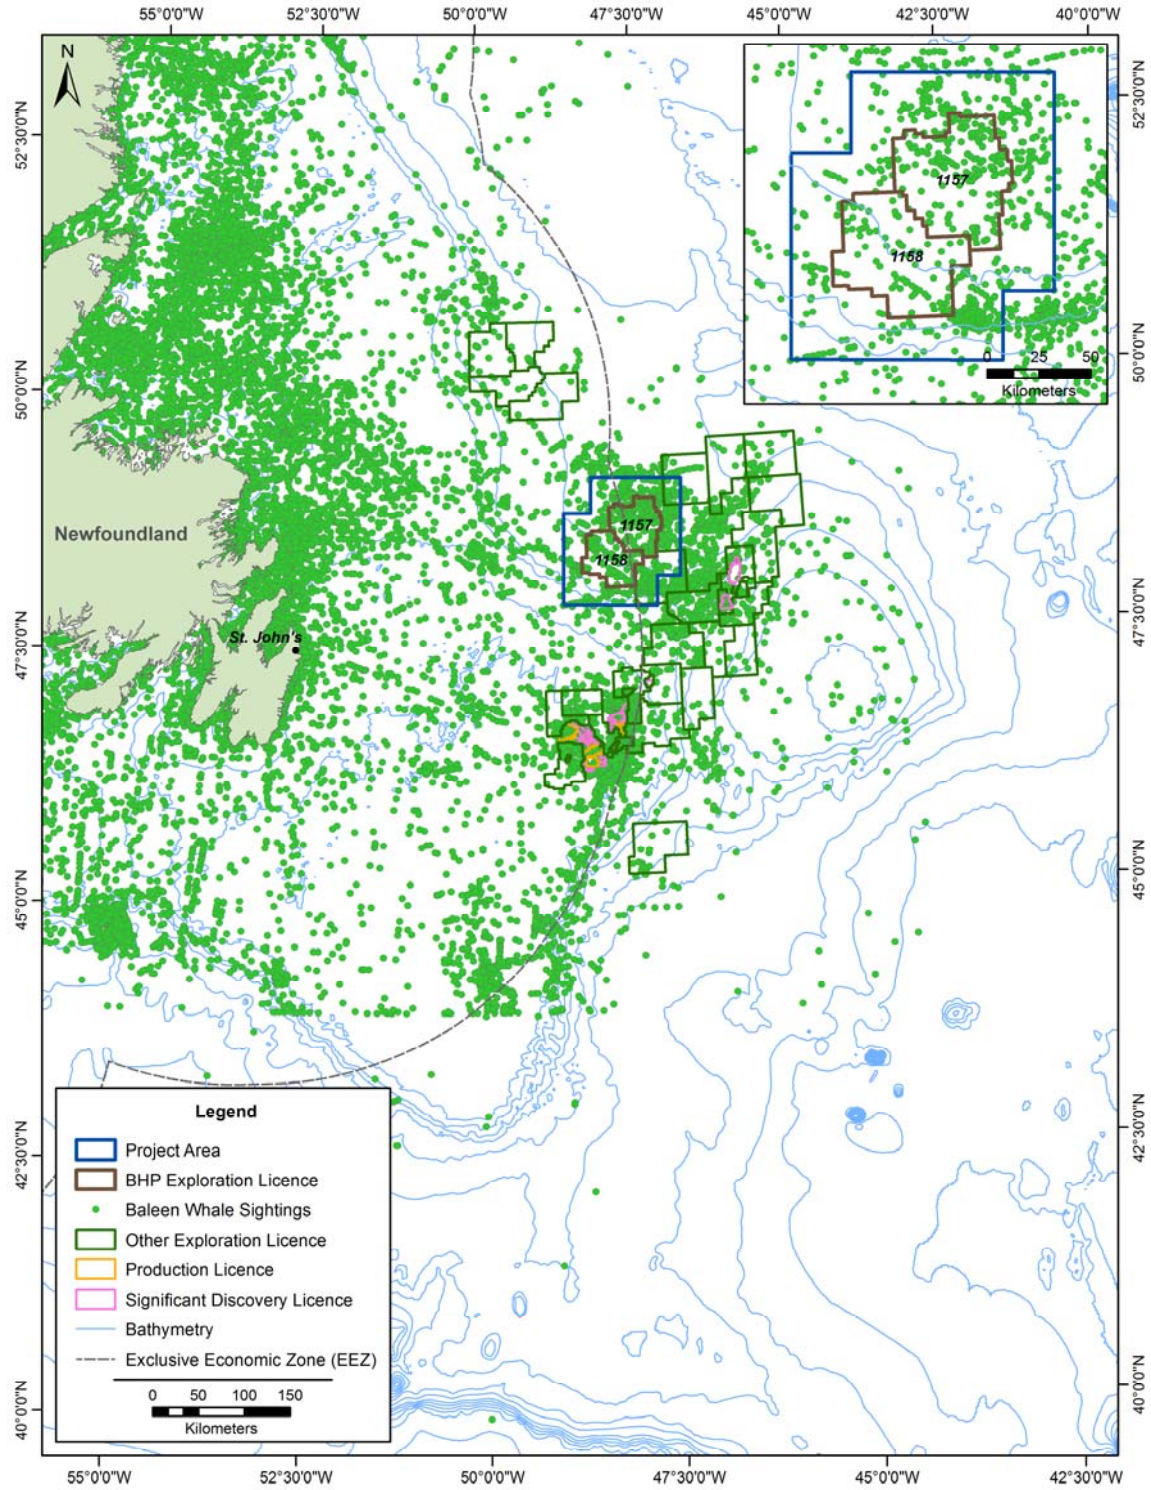 55°0'0"W 52°30'0"W 50°0'0"W 47°30'0"W 45°0'0"W 42°30'0"W 40°0'0"W
N
52°30'0"N
52°30'0"N
1157
1158
0 25 50
Kilometers
50°0'0"N
50°0'0"N
Newfoundland
1157
1158
St. John's
47°30'0"N
47°30'0"N
45°0'0"N
45°0'0"N
42°30'0"N
42°30'0"N
40°0'0"N
40°0'0"N
Legend
Project Area
BHP Exploration Licence
Baleen Whale Sightings
Other Exploration Licence
Production Licence
Significant Discovery Licence
Bathymetry
Exclusive Economic Zone (EEZ)
0 50 100 150
Kilometers
55°0'0"W 52°30'0"W 50°0'0"W 47°30'0"W 45°0'0"W 42°30'0"W